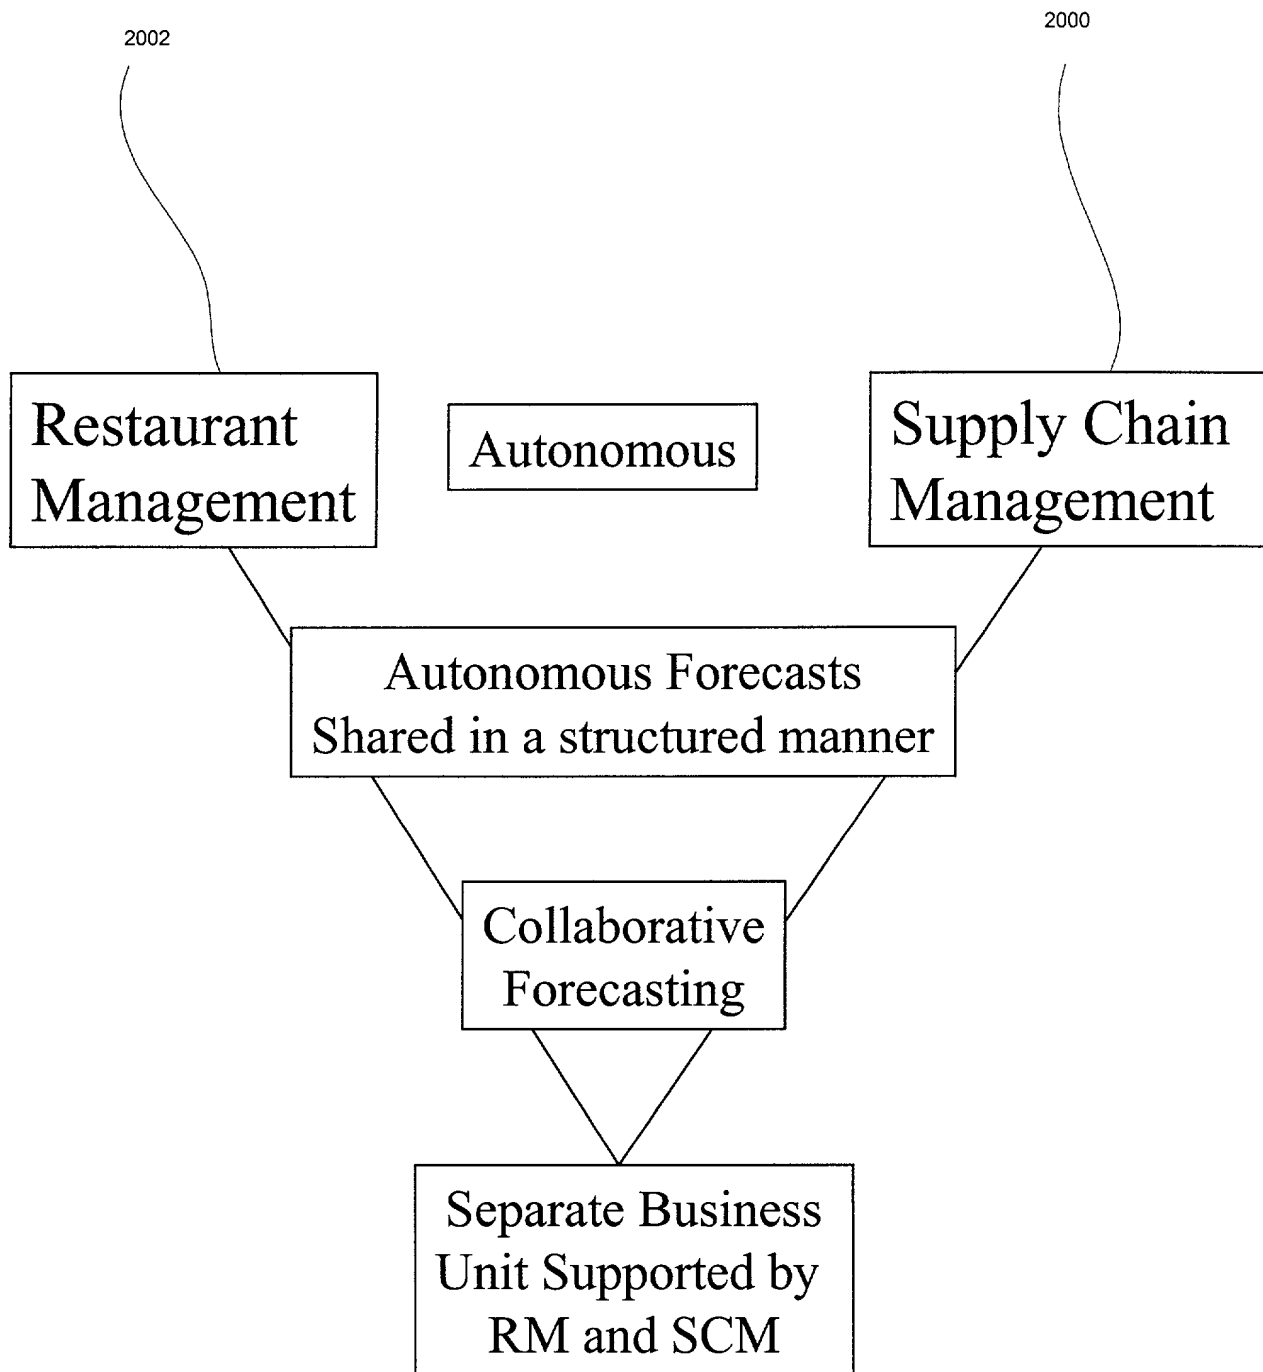 2002
2000
Restaurant
Management
Autonomous
Supply Chain
Management
Autonomous Forecasts
Shared in a structured manner
Collaborative
Forecasting
Separate Business
Unit Supported by
RM and SCM